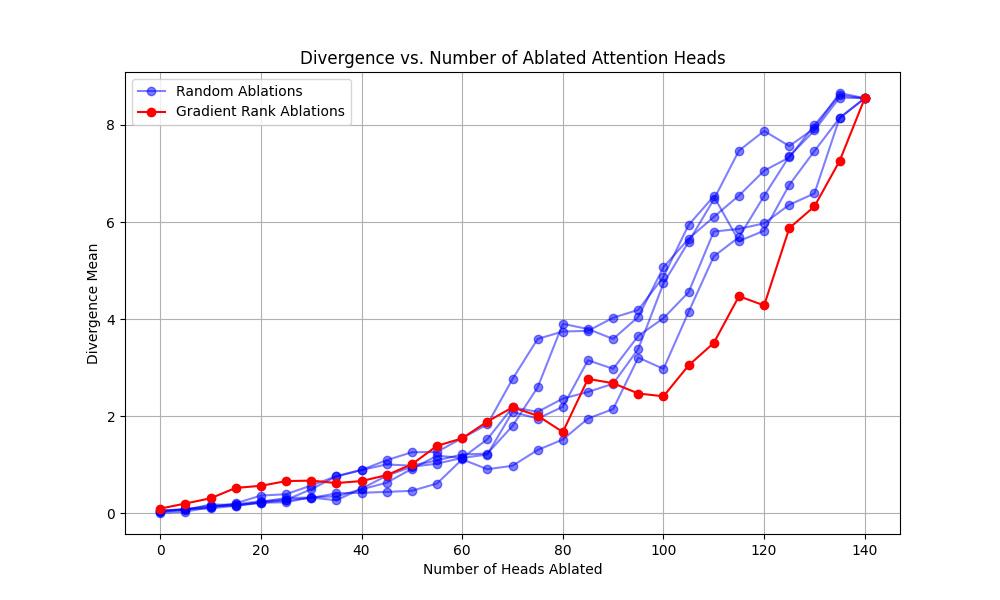 Divergence vs. Number of Ablated Attention Heads
Random Ablations
Gradient Rank Ablations
8
6
4
2
0
Divergence Mean
0 20 40 60 80 100 120 140
Number of Heads Ablated